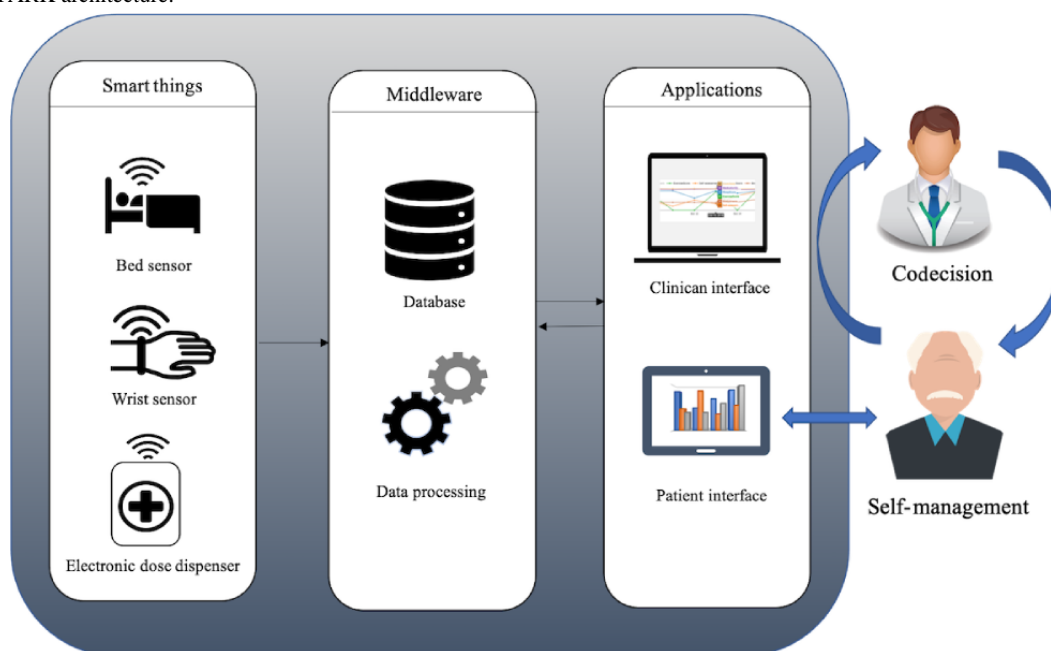 architecture.
Smart things
Bed sensor
Wrist sensor
Electronic dose dispenser
Middleware
Database
Data processing
Applications
Clinican interface
Patient interface
Codecision
Self-management